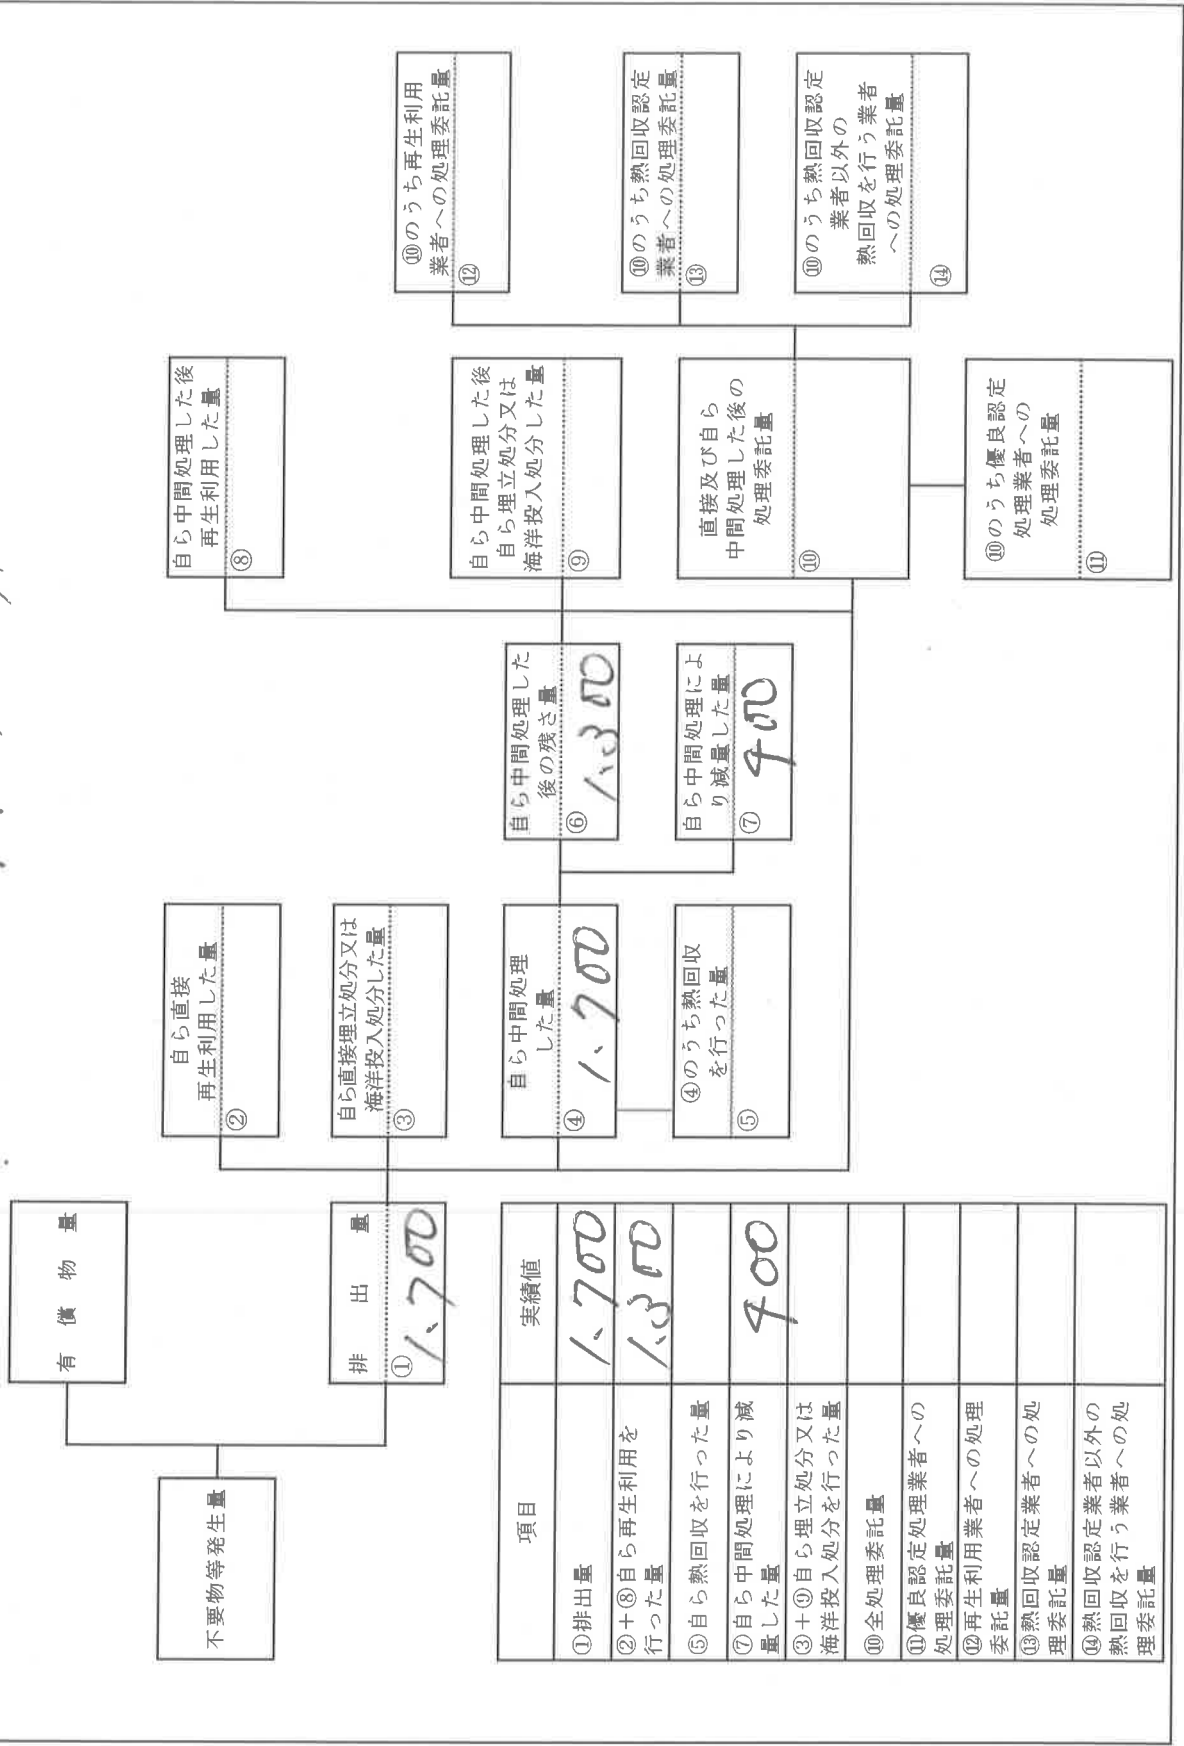 有償物量
不要物等発生量
排出量
①
1、700
自ら直接
再生利用した量
②
自ら直接埋立処分又は
海洋投入処分した量
③
自ら中間処理
した量
④
1、700
④のうち熱回収
を行った量
⑤
自ら中間処理した
後の残さ量
⑥
1、300
自ら中間処理によ
り減量した量
⑦
400
自ら中間処理した後
再生利用した量
⑧
自ら中間処理した後
自ら埋立処分又は
海洋投入処分した量
⑨
直接及び自ら
中間処理した後の
処理委託量
⑩
⑩のうち優良認定
処理業者への
処理委託量
⑪
⑩のうち再生利用
業者への処理委託量
⑫
⑩のうち熱回収認定
業者への処理委託量
⑬
⑩のうち熱回収認定
業者以外の
熱回収を行う業者
への処理委託量
⑭
項目 実績値
①排出量 1、700
②+⑧自ら再生利用を
行った量 1、300
⑤自ら熱回収を行った量
⑦自ら中間処理により減
量した量 400
③+⑨自ら埋立処分又は
海洋投入処分を行った量
⑩全処理委託量
⑪優良認定処理業者への
処理委託量
⑫再生利用業者への処理
委託量
⑬熱回収認定業者への処
理委託量
⑭熱回収認定業者以外の
熱回収を行う業者への処
理委託量